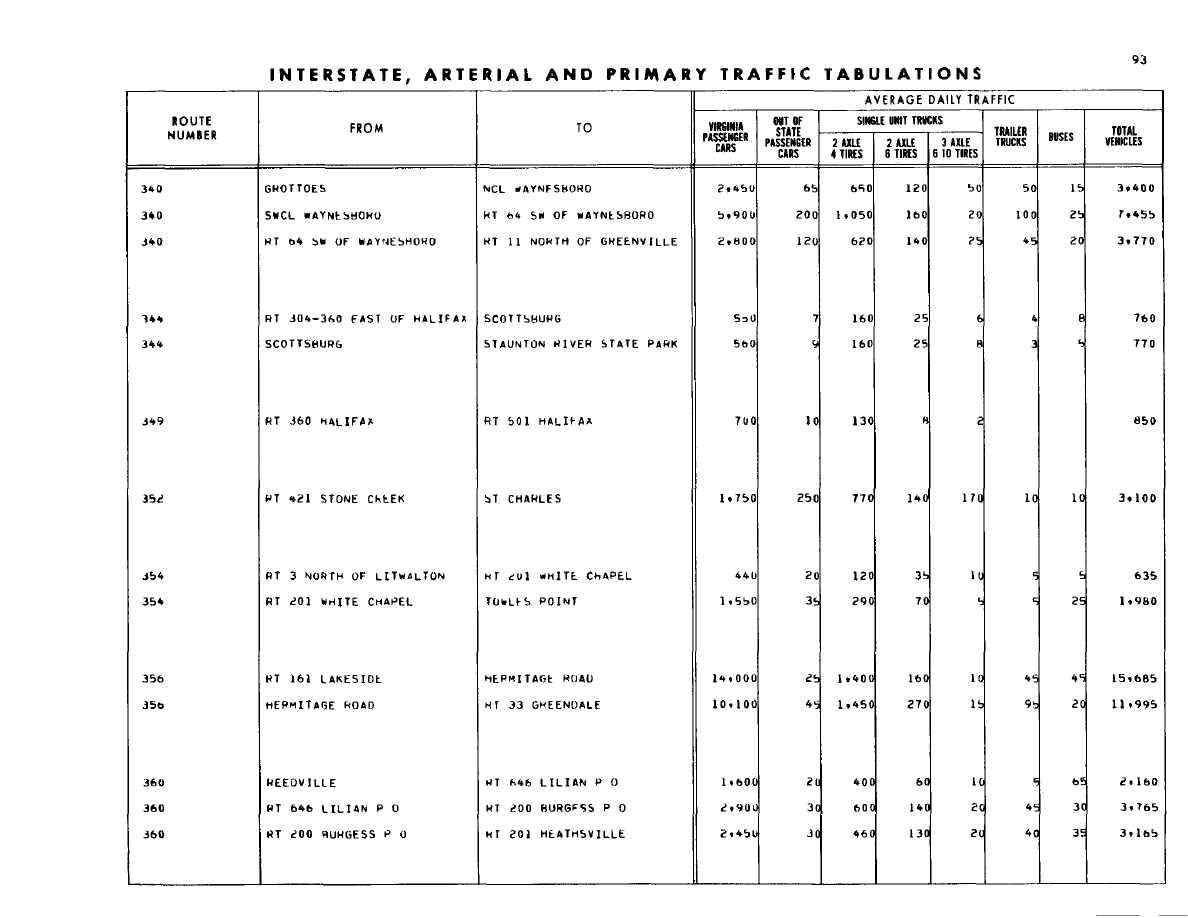 93
INTERSTATE, ARTERIAL AND PRIMARY TRAFFIC TABULATIONS
ROUTE NUMBER FROM TO AVERAGE DAILY TRAFFIC
VIRGINIA PASSENGER CARS OUT OF STATE PASSENGER CARS SINGLE UNIT TRUCKS TRAILER TRUCKS BUSES TOTAL VEHICLES
2 AXLE 4 TIRES 2 AXLE 6 TIRES 3 AXLE 6 10 TIRES
340 GROTTOES NCL WAYNESBORO 2,450 65 650 120 50 50 15 3,400
340 SWCL WAYNESBORO RT 64 SW OF WAYNESBORO 5,900 200 1,050 160 20 100 25 7,455
340 RT 64 SW OF WAYNESBORO RT 11 NORTH OF GREENVILLE 2,800 120 620 140 25 45 20 3,770
344 RT 304-360 EAST OF HALIFAX SCOTTSBURG 550 7 160 25 6 4 8 760
344 SCOTTSBURG STAUNTON RIVER STATE PARK 560 9 160 25 8 3 5 770
349 RT 360 HALIFAX RT 501 HALIFAX 700 10 130 8 2 850
352 RT 421 STONE CREEK ST CHARLES 1,750 250 770 140 170 10 10 3,100
354 RT 3 NORTH OF LITWALTON RT 201 WHITE CHAPEL 440 20 120 35 10 5 5 635
354 RT 201 WHITE CHAPEL TOWLES POINT 1,550 35 290 70 5 5 25 1,980
356 RT 161 LAKESIDE HERMITAGE ROAD 14,000 25 1,400 160 10 45 45 15,685
356 HERMITAGE ROAD RT 33 GREENDALE 10,100 45 1,450 270 15 95 20 11,995
360 REEDVILLE RT 646 LILIAN P O 1,600 20 400 60 10 5 65 2,160
360 RT 646 LILIAN P O RT 200 BURGESS P O 2,900 30 600 140 20 45 30 3,765
360 RT 200 BURGESS P O RT 201 HEATHSVILLE 2,450 30 460 130 20 40 35 3,165